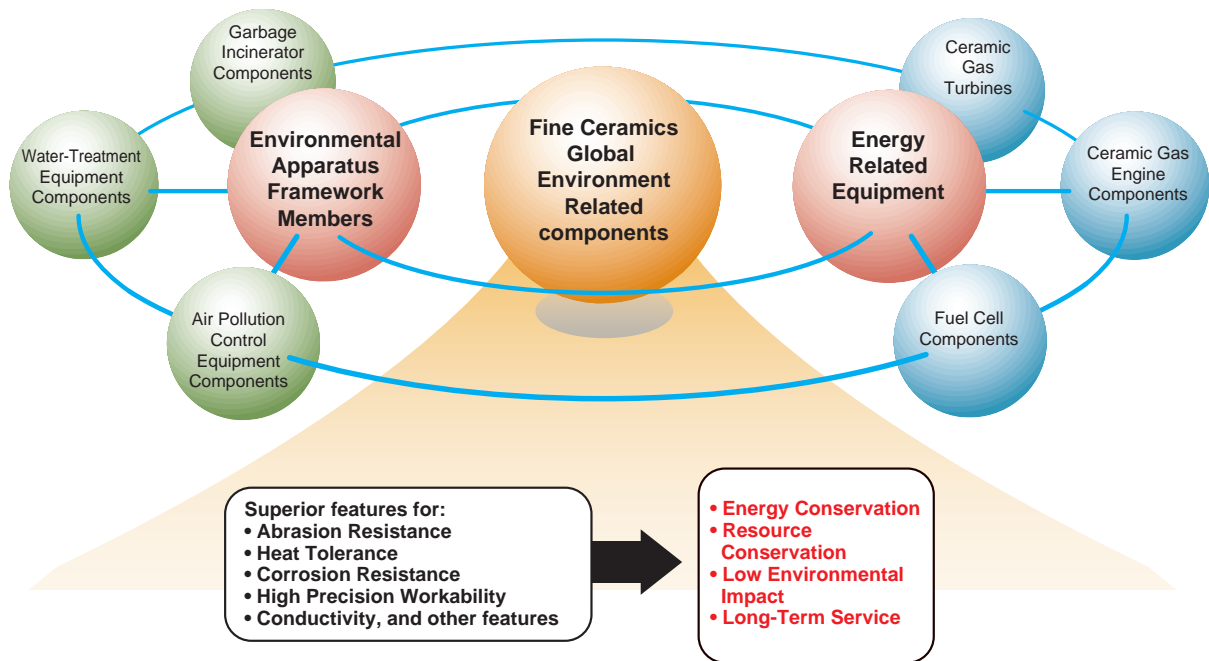 Garbage
Incinerator
Components
Water-Treatment
Equipment
Components
Environmental
Apparatus
Framework
Members
Air Pollution
Control
Equipment
Components
Fine Ceramics
Global
Environment
Related
components
Energy
Related
Equipment
Ceramic
Gas
Turbines
Ceramic Gas
Engine
Components
Fuel Cell
Components
Superior features for:
• Abrasion Resistance
• Heat Tolerance
• Corrosion Resistance
• High Precision Workability
• Conductivity, and other features
• Energy Conservation
• Resource
Conservation
• Low Environmental
Impact
• Long-Term Service